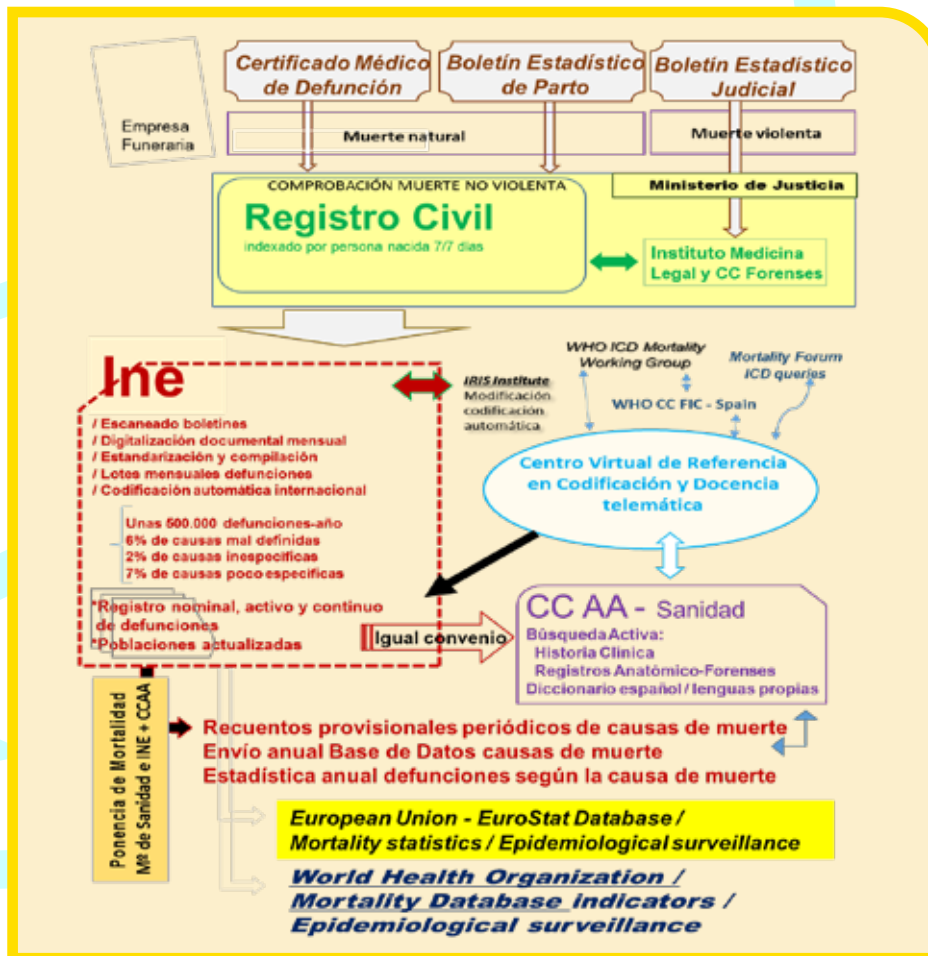 Certificado Médico
de Defunción
Boletín Estadístico
de Parto
Boletín Estadístico
Judicial
Empresa
Funeraria
Muerte natural
Muerte violenta
COMPROBACIÓN MUERTE NO VIOLENTA
Ministerio de Justicia
Registro Civil
indexado por persona nacida 7/7 dias
Instituto Medicina
Legal y CC Forenses
Ine
/ Escaneado boletines
/ Digitalización documental mensual
/ Estandarización y compilación
/ Lotes mensuales defunciones
/ Codificación automática internacional
Unas 500.000 defunciones-año
6% de causas mal definidas
2% de causas inespecíficas
7% de causas poco específicas
*Registro nominal, activo y continuo
de defunciones
*Poblaciones actualizadas
IRIS Institute
Modificación
codificación
automática
WHO ICD Mortality
Working Group
Mortality Forum
ICD queries
WHO CC FIC - Spain
Centro Virtual de Referencia
en Codificación y Docencia
telemática
Igual convenio
CC AA - Sanidad
Búsqueda Activa:
Historia Clínica
Registros Anatómico-Forenses
Diccionario español / lenguas propias
Ponencia de Mortalidad
Mº de Sanidad e INE + CCAA
Recuentos provisionales periódicos de causas de muerte
Envío anual Base de Datos causas de muerte
Estadística anual defunciones según la causa de muerte
European Union - EuroStat Database /
Mortality statistics / Epidemiological surveillance
World Health Organization /
Mortality Database indicators /
Epidemiological surveillance